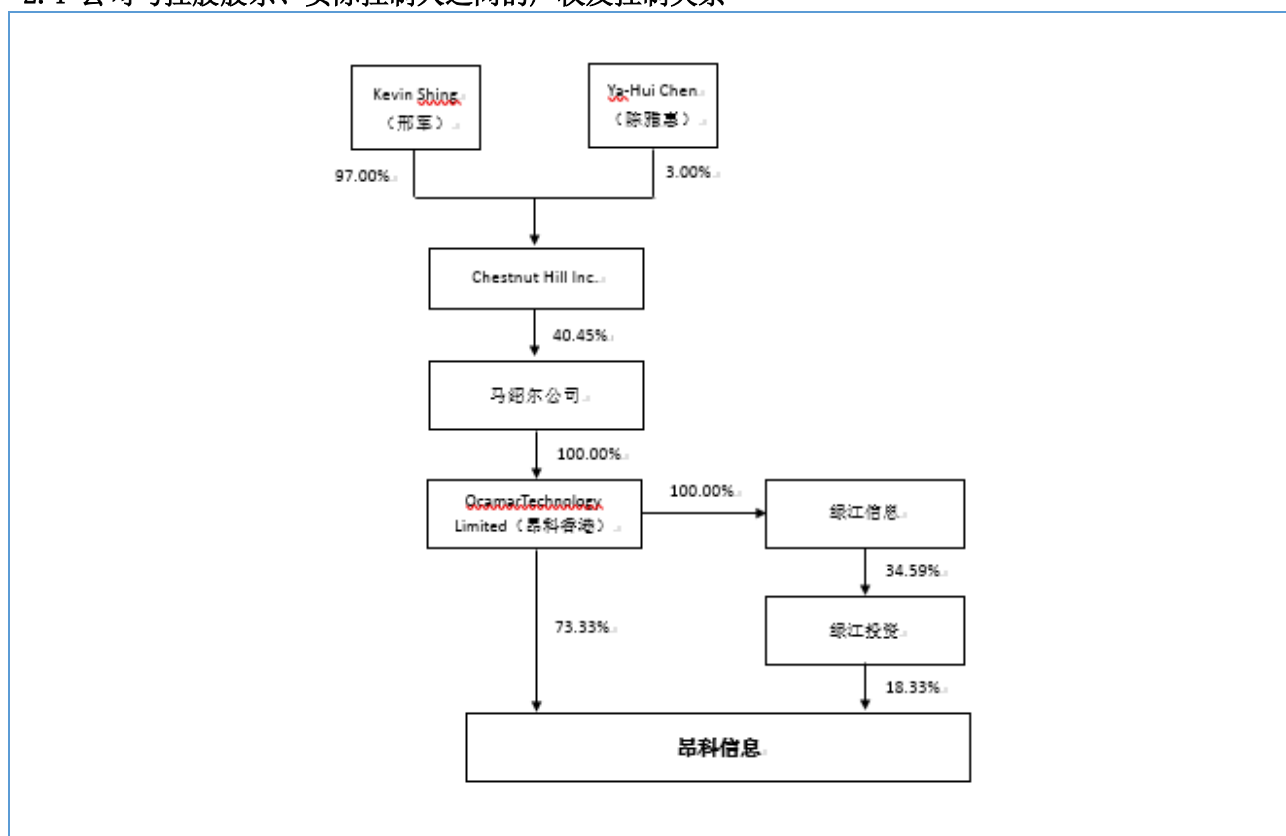 公司与控股股东、实际控制人之间的产权及控制关系
Kevin Shing
（邢军）
Ya-Hui Chen
（陈雅惠）
97.00%
3.00%
Chestnut Hill Inc.
40.45%
马绍尔公司
100.00%
OcamarTechnology
Limited（昂科香港）
100.00%
绿江信息
34.59%
73.33%
绿江投资
18.33%
昂科信息